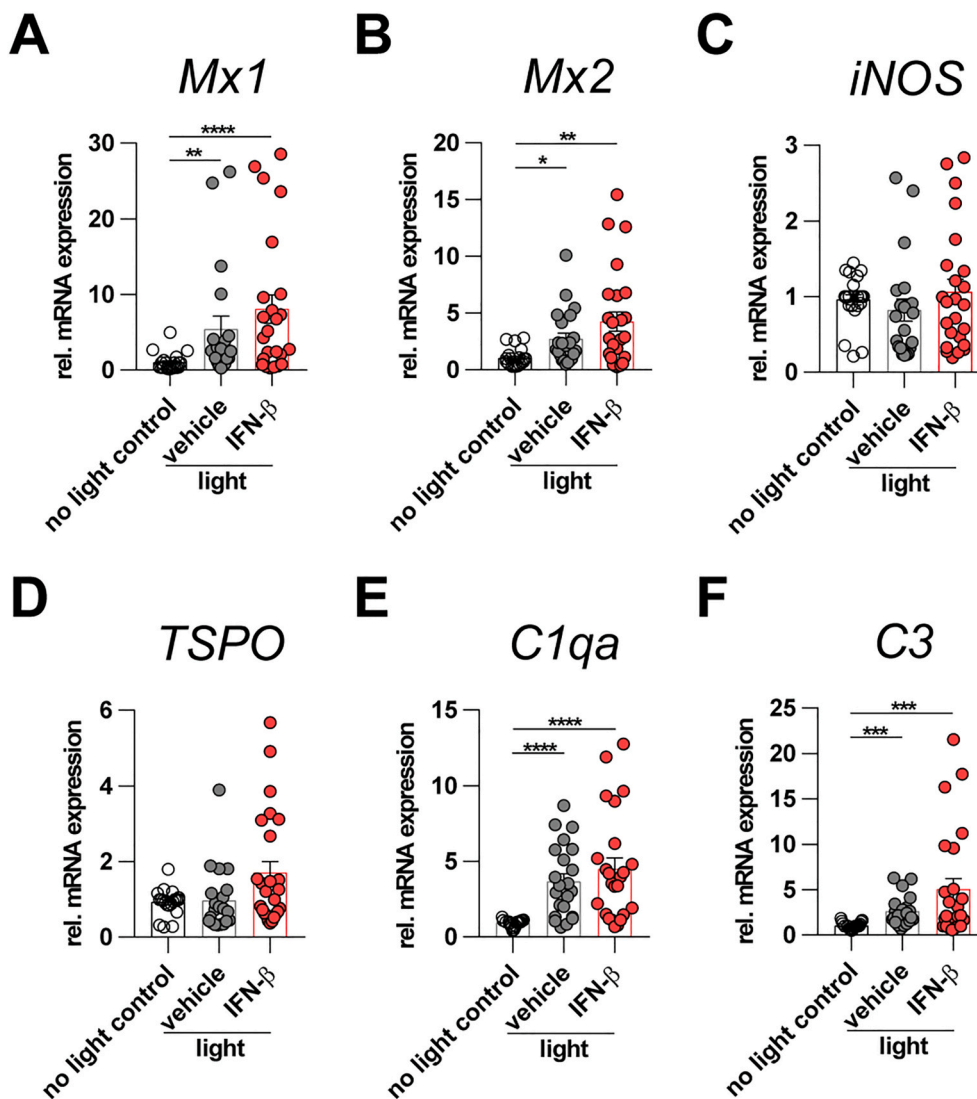 A
B
C
Mx1
Mx2
iNOS
rel. mRNA expression
30
20
10
0
****
**
no light control
vehicle
IFN-β
light
rel. mRNA expression
20
15
10
5
0
**
*
no light control
vehicle
IFN-β
light
rel. mRNA expression
3
2
1
0
no light control
vehicle
IFN-β
light
D
E
F
TSPO
C1qa
C3
rel. mRNA expression
6
4
2
0
no light control
vehicle
IFN-β
light
rel. mRNA expression
15
10
5
0
****
****
no light control
vehicle
IFN-β
light
rel. mRNA expression
25
20
15
10
5
0
***
***
no light control
vehicle
IFN-β
light